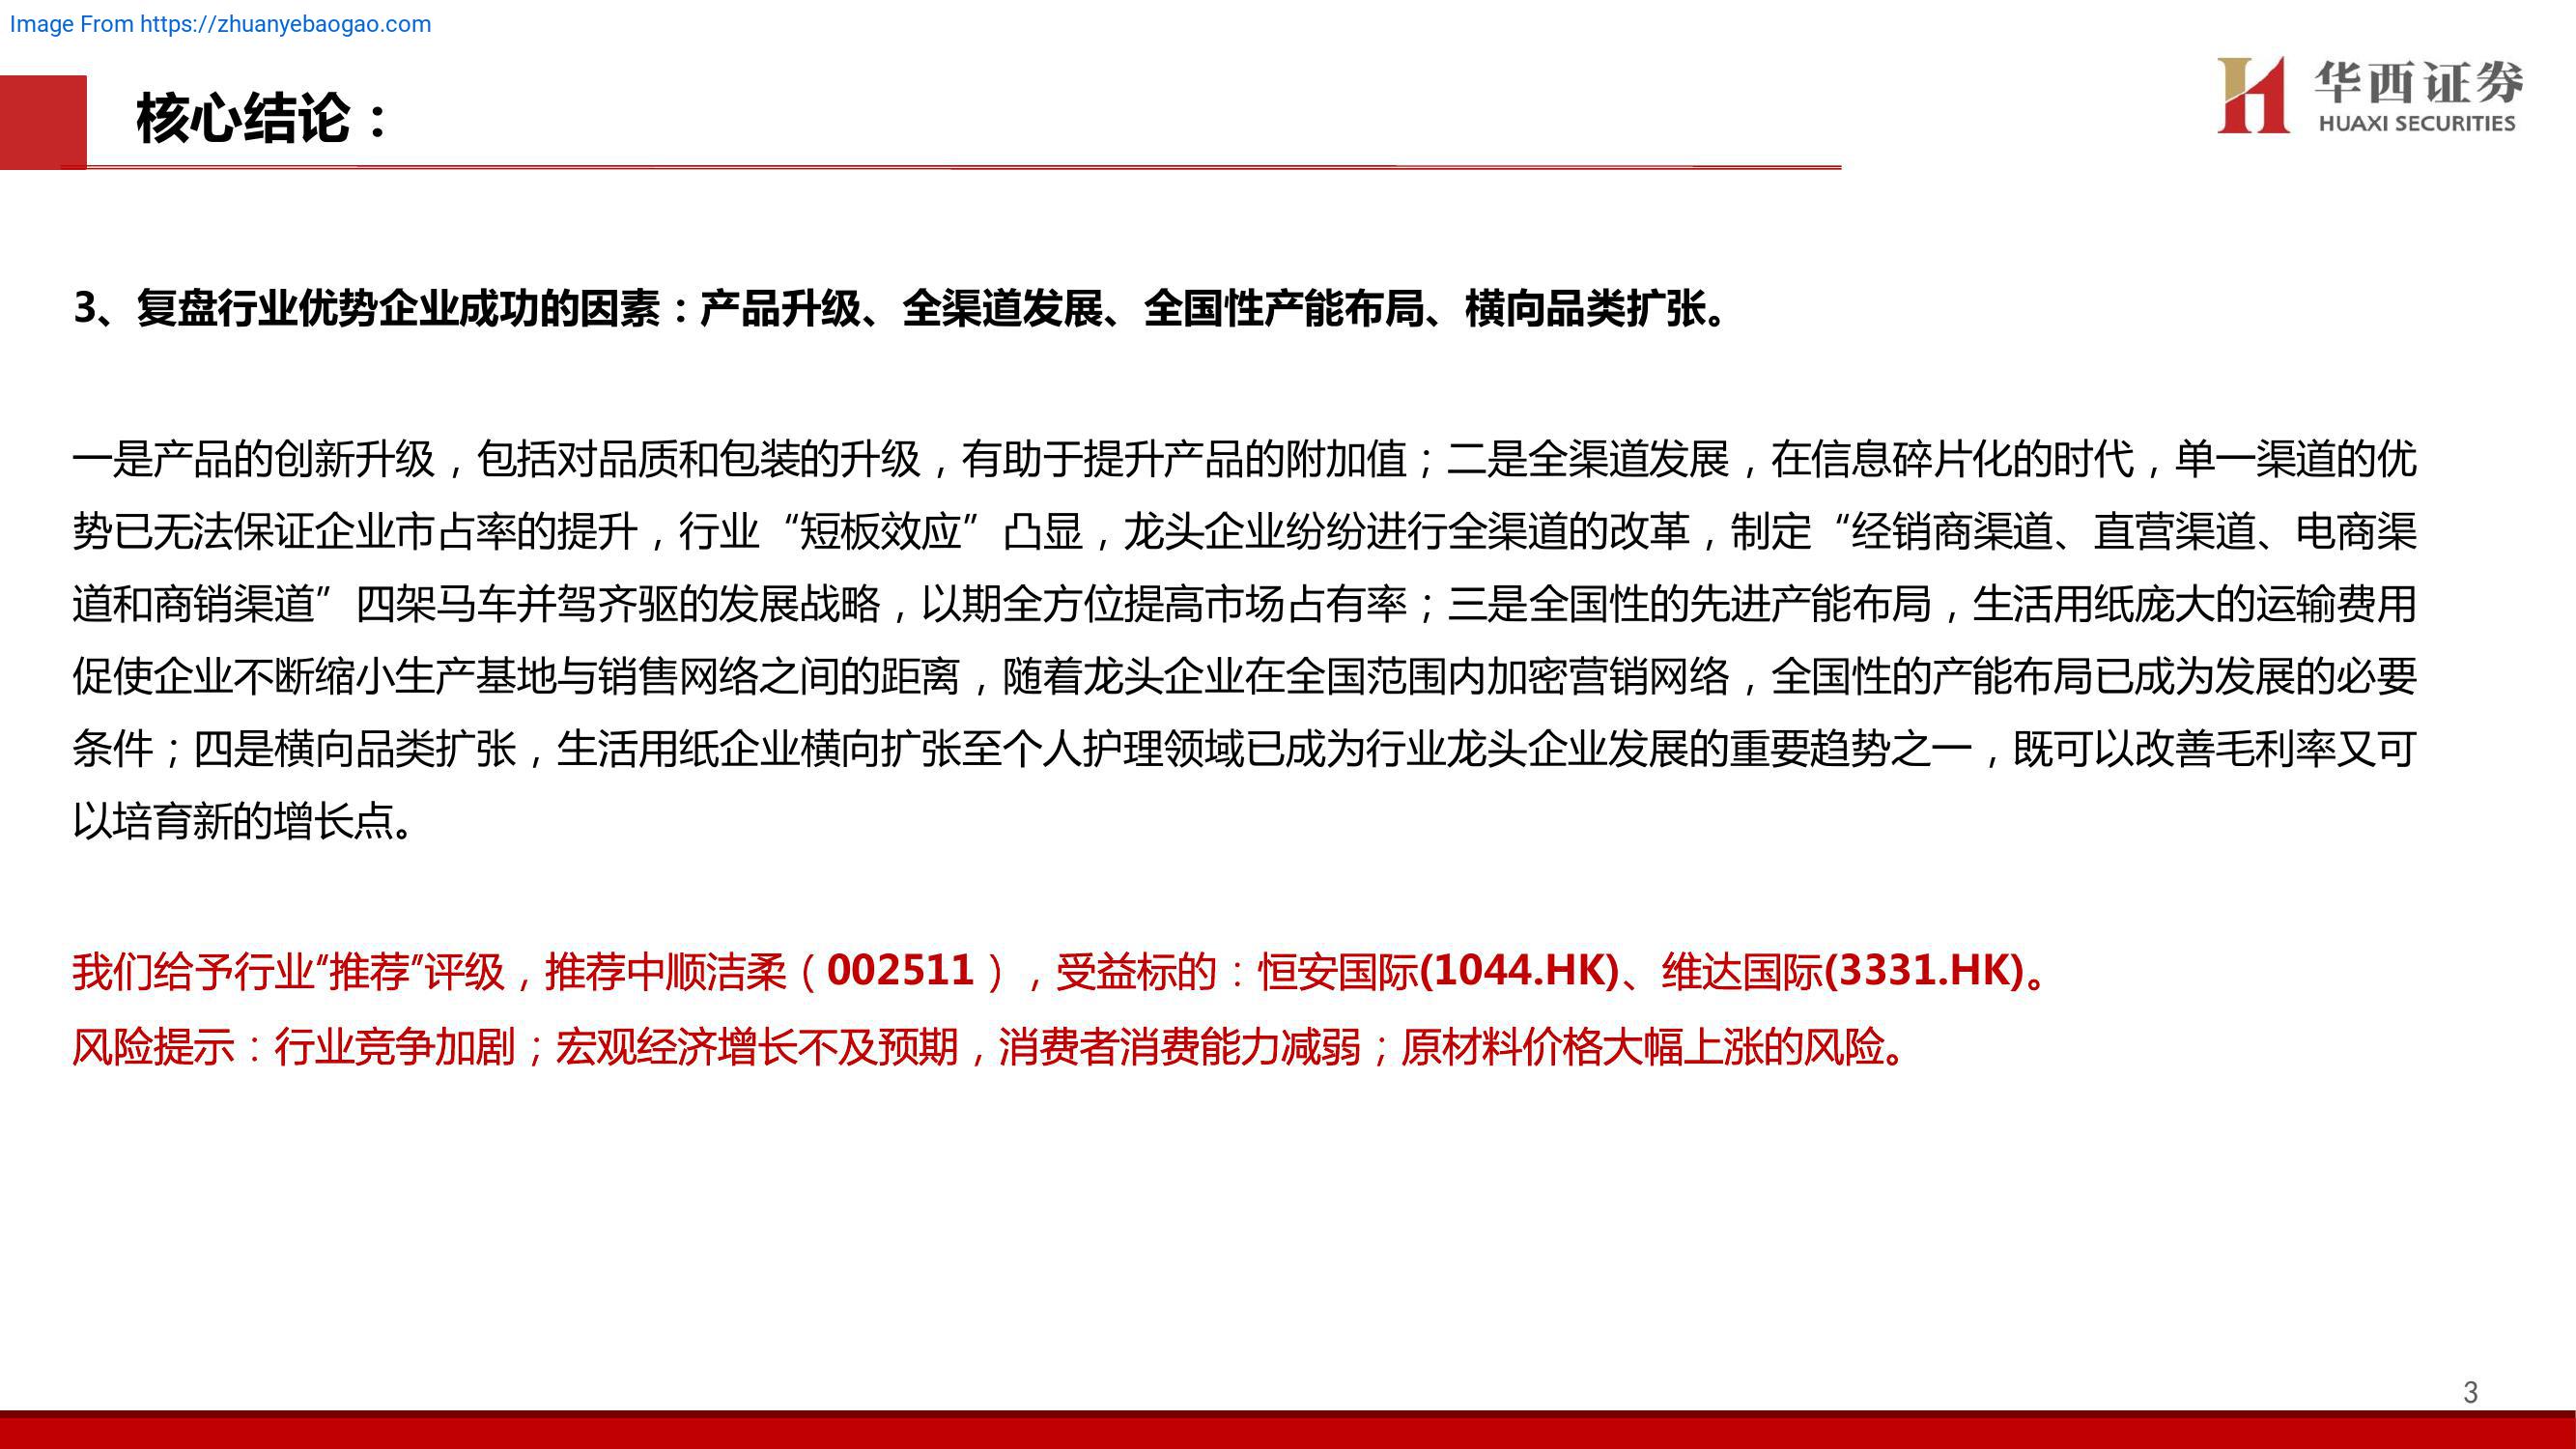 Image From https://zhuanyebaogao.com
华西证券
HUAXI SECURITIES
核心结论：
3、复盘行业优势企业成功的因素：产品升级、全渠道发展、全国性产能布局、横向品类扩张。
一是产品的创新升级，包括对品质和包装的升级，有助于提升产品的附加值；二是全渠道发展，在信息碎片化的时代，单一渠道的优
势已无法保证企业市占率的提升，行业“短板效应”凸显，龙头企业纷纷进行全渠道的改革，制定“经销商渠道、直营渠道、电商渠
道和商销渠道”四架马车并驾齐驱的发展战略，以期全方位提高市场占有率；三是全国性的先进产能布局，生活用纸庞大的运输费用
促使企业不断缩小生产基地与销售网络之间的距离，随着龙头企业在全国范围内加密营销网络，全国性的产能布局已成为发展的必要
条件；四是横向品类扩张，生活用纸企业横向扩张至个人护理领域已成为行业龙头企业发展的重要趋势之一，既可以改善毛利率又可
以培育新的增长点。
我们给予行业“推荐”评级，推荐中顺洁柔（002511），受益标的：恒安国际(1044.HK)、维达国际(3331.HK)。
风险提示：行业竞争加剧；宏观经济增长不及预期，消费者消费能力减弱；原材料价格大幅上涨的风险。
3